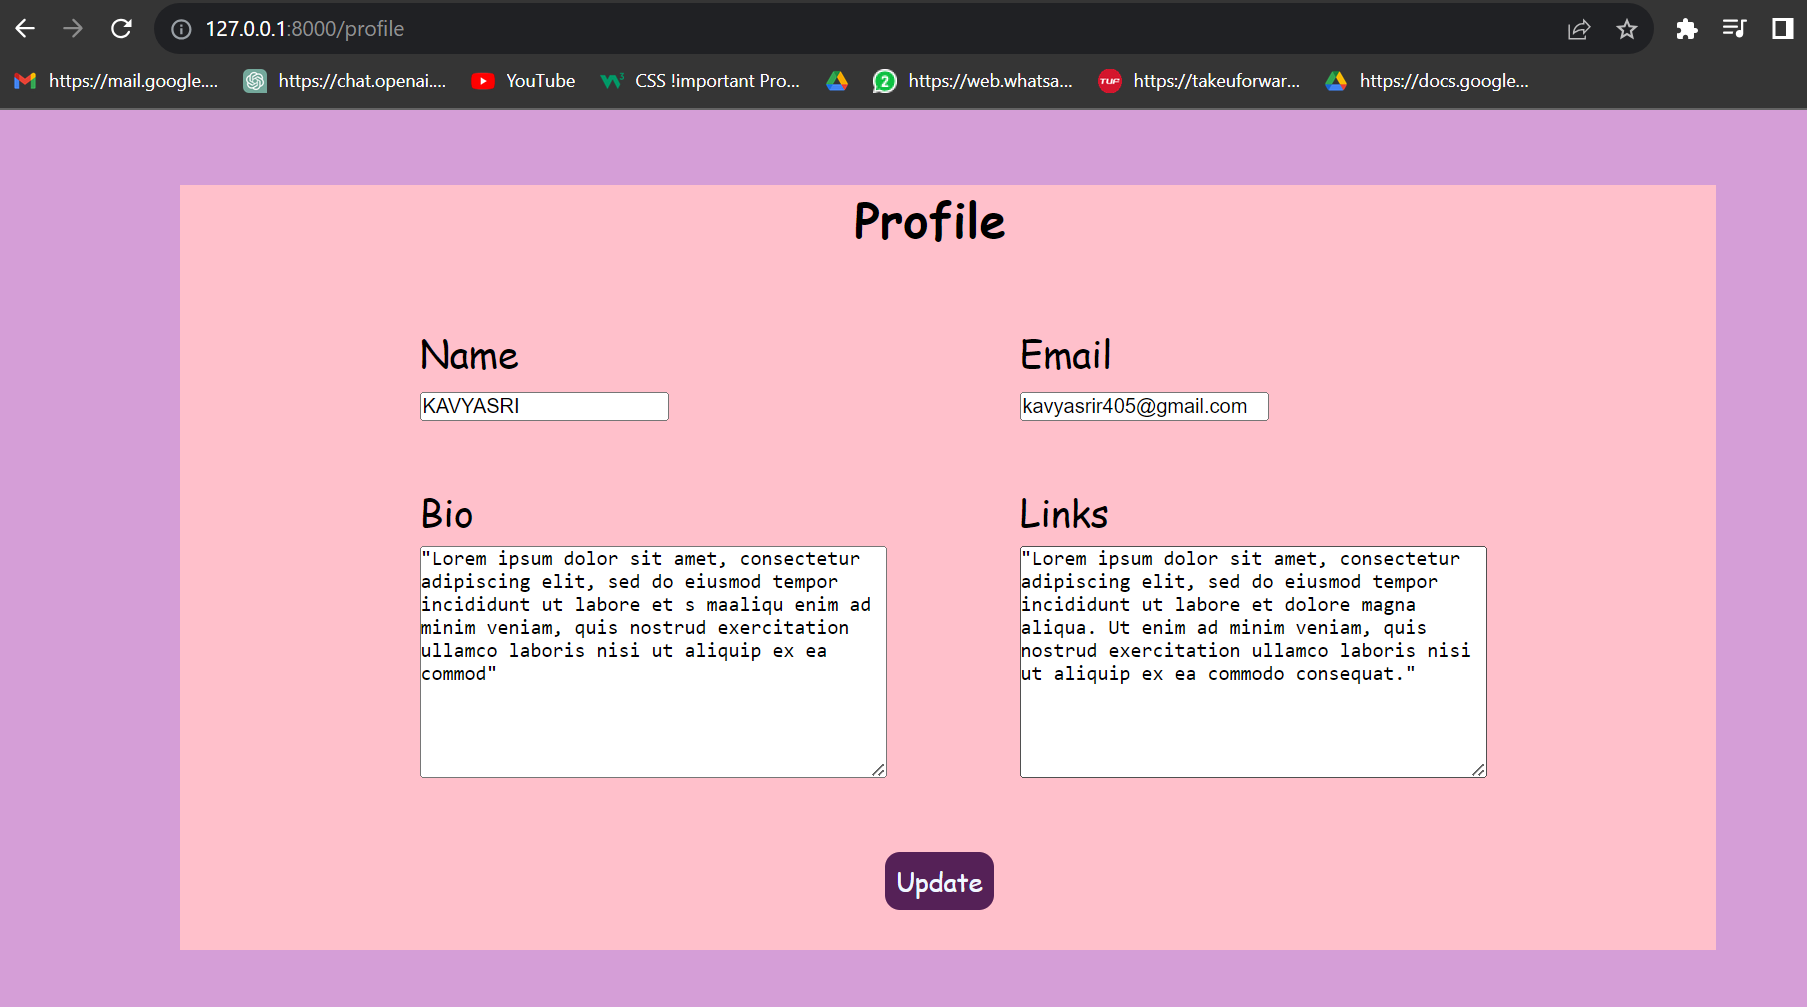 127.0.0.1:8000/profile
https://mail.google.... https://chat.openai.... YouTube CSS !important Pro... https://web.whatsa... https://takeuforwar... https://docs.google...
Profile
Name Email
KAVYASRI kavyasrir405@gmail.com
Bio
"Lorem ipsum dolor sit amet, consectetur
adipiscing elit, sed do eiusmod tempor
incididunt ut labore et s maaliqu enim ad
minim veniam, quis nostrud exercitation
ullamco laboris nisi ut aliquip ex ea
commod"
Links
"Lorem ipsum dolor sit amet, consectetur
adipiscing elit, sed do eiusmod tempor
incididunt ut labore et dolore magna
aliqua. Ut enim ad minim veniam, quis
nostrud exercitation ullamco laboris nisi
ut aliquip ex ea commodo consequat."
Update